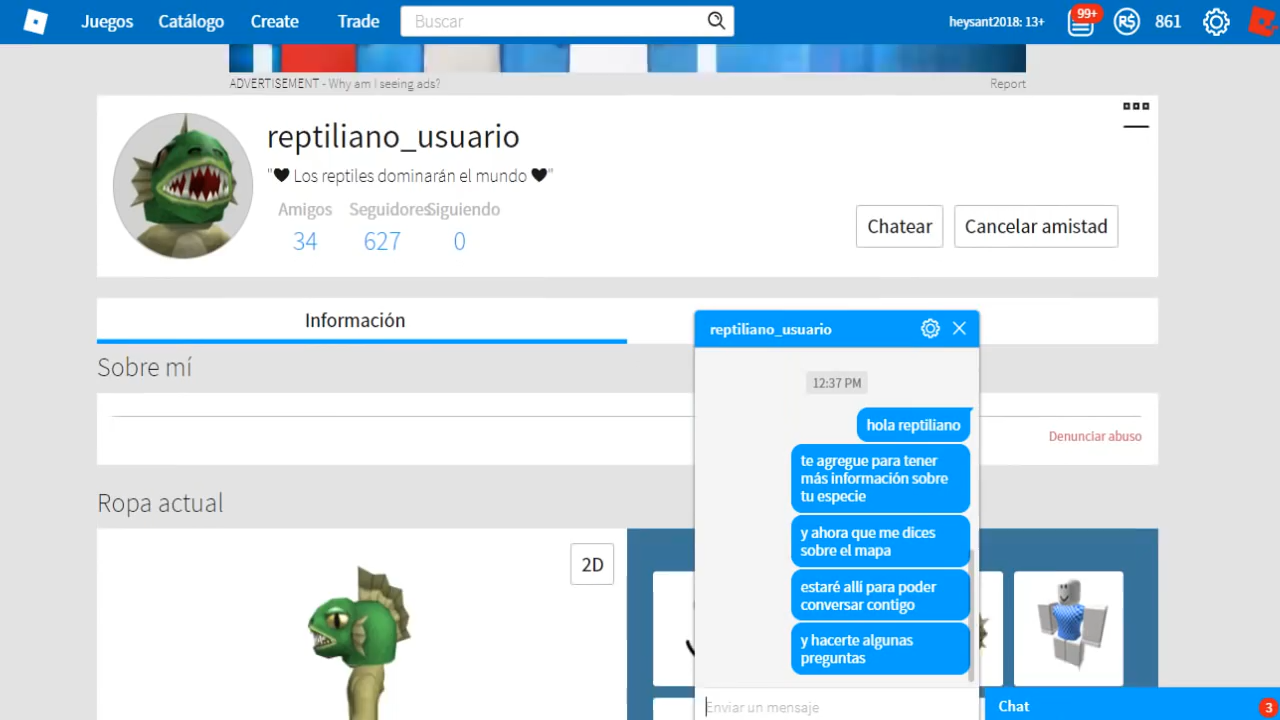 Juegos Catálogo Create Trade Buscar heysant2018: 13+ 99+ R$ 861
ADVERTISEMENT - Why am I seeing ads? Report
reptiliano_usuario
"♥ Los reptiles dominarán el mundo ♥"
Amigos Seguidores Siguiendo
34 627 0
Chatear Cancelar amistad
Información
Sobre mí
Denunciar abuso
Ropa actual
2D
reptiliano_usuario
12:37 PM
hola reptiliano
te agregue para tener
más información sobre
tu especie
y ahora que me dices
sobre el mapa
estaré allí para poder
conversar contigo
y hacerte algunas
preguntas
Enviar un mensaje
Chat 3